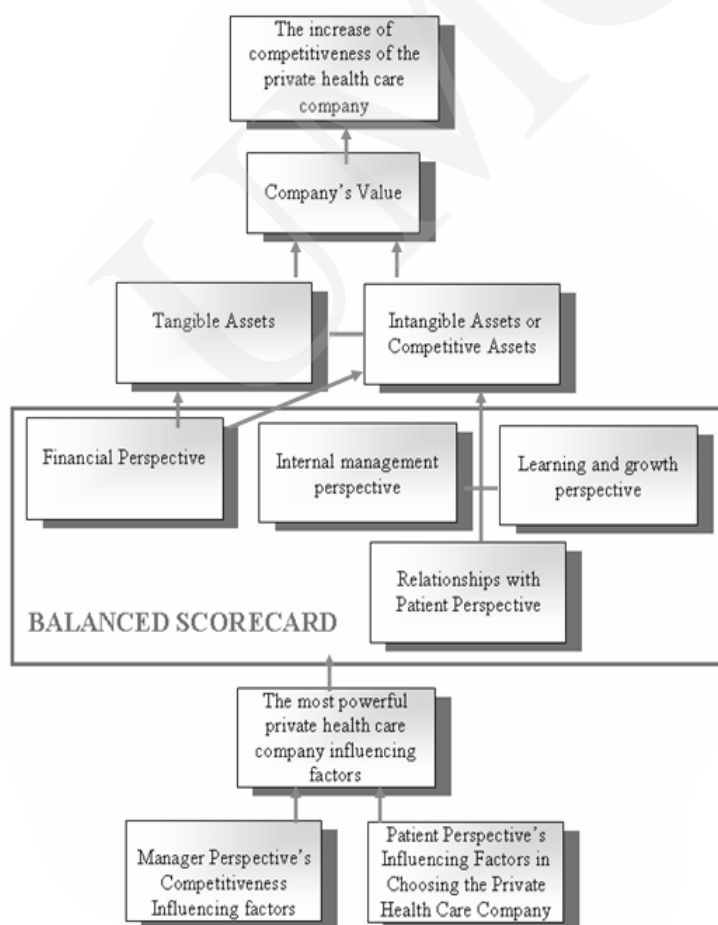 The increase of
competitiveness of the
private health care
company
Company's Value
Tangible Assets
Intangible Assets or
Competitive Assets
Financial Perspective
Internal management
perspective
Learning and growth
perspective
Relationships with
Patient Perspective
BALANCED SCORECARD
The most powerful
private health care
company influencing
factors
Manager Perspective's
Competitiveness
Influencing factors
Patient Perspective's
Influencing Factors in
Choosing the Private
Health Care Company